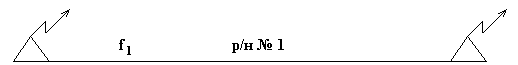 f₁ р/н № 1